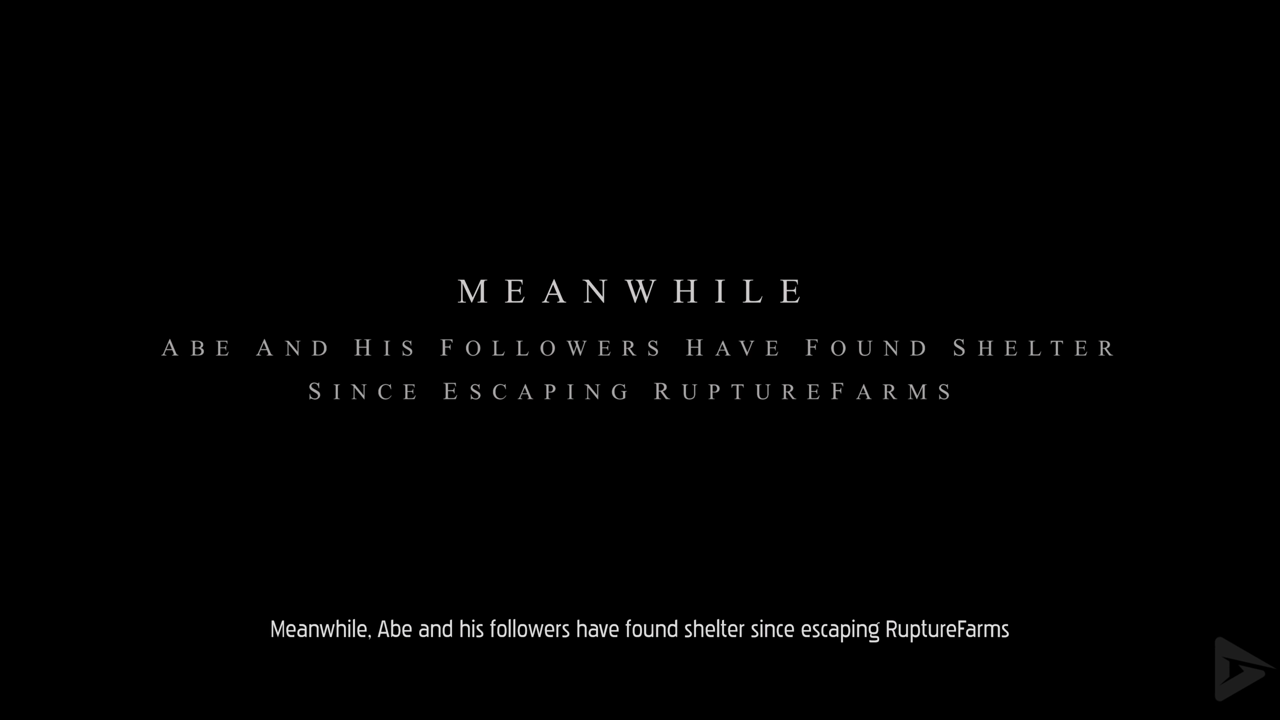 MEANWHILE
ABE AND HIS FOLLOWERS HAVE FOUND SHELTER
SINCE ESCAPING RUPTUREFARMS
Meanwhile, Abe and his followers have found shelter since escaping RuptureFarms